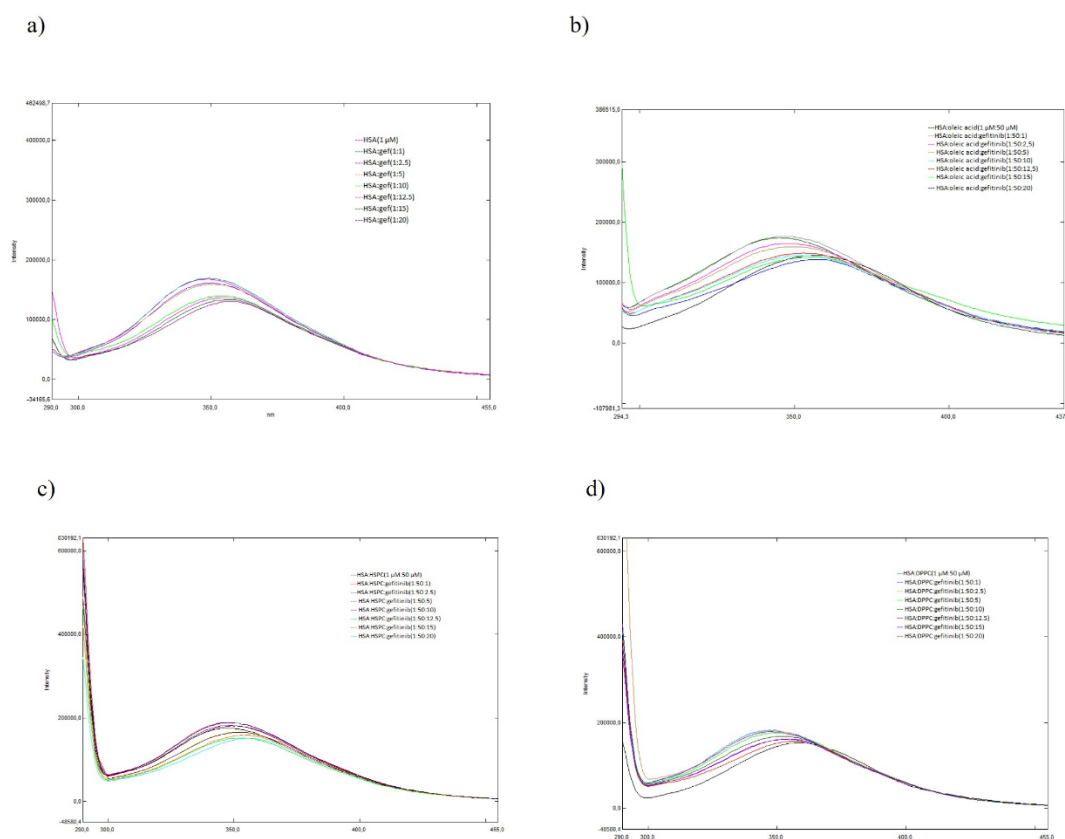 a)
462498,7
400000,0
300000,0
200000,0
100000,0
0,0
-34165,6
Intensity
290,0
300,0
350,0
400,0
455,0
nm
HSA(1 μM)
HSA:gef(1:1)
HSA:gef(1:2.5)
HSA:gef(1:5)
HSA:gef(1:10)
HSA:gef(1:12.5)
HSA:gef(1:15)
HSA:gef(1:20)
b)
386515,0
300000,0
200000,0
100000,0
0,0
-107981,3
Intensity
294,3
350,0
400,0
437
HSA:oleic acid(1 μM:50 μM)
HSA:oleic acid:gefitinib(1:50:1)
HSA:oleic acid:gefitinib(1:50:2,5)
HSA:oleic acid:gefitinib(1:50:5)
HSA:oleic acid:gefitinib(1:50:10)
HSA:oleic acid:gefitinib(1:50:12,5)
HSA:oleic acid:gefitinib(1:50:15)
HSA:oleic acid:gefitinib(1:50:20)
c)
630192,1
600000,0
400000,0
200000,0
0,0
-48580,4
Intensity
290,0
300,0
350,0
400,0
455,0
HSA:HSPC(1 μM:50 μM)
HSA:HSPC:gefitinib(1:50:1)
HSA:HSPC:gefitinib(1:50:2.5)
HSA:HSPC:gefitinib(1:50:5)
HSA:HSPC:gefitinib(1:50:10)
HSA:HSPC:gefitinib(1:50:12.5)
HSA:HSPC:gefitinib(1:50:15)
HSA:HSPC:gefitinib(1:50:20)
d)
630192,1
600000,0
400000,0
200000,0
0,0
Intensity
290,0
300,0
350,0
400,0
455,0
HSA:DPPC(1 μM:50 μM)
HSA:DPPC:gefitinib(1:50:1)
HSA:DPPC:gefitinib(1:50:2.5)
HSA:DPPC:gefitinib(1:50:5)
HSA:DPPC:gefitinib(1:50:10)
HSA:DPPC:gefitinib(1:50:12.5)
HSA:DPPC:gefitinib(1:50:15)
HSA:DPPC:gefitinib(1:50:20)